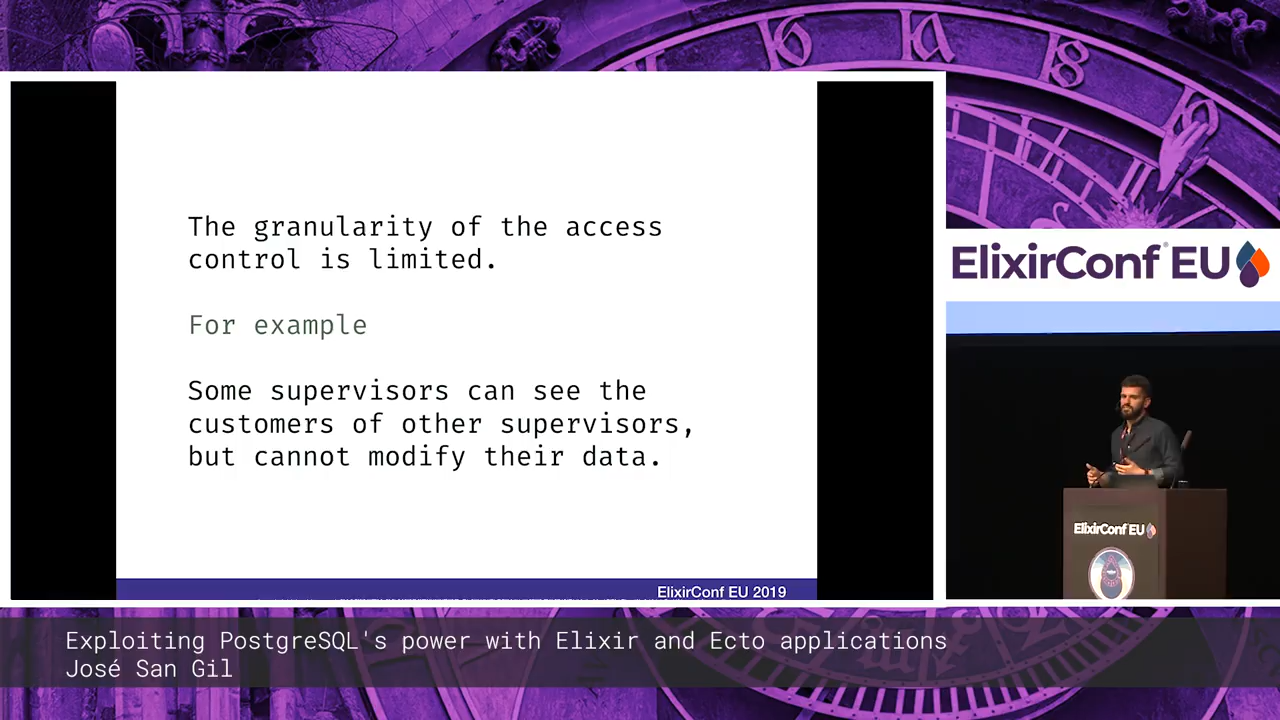 The granularity of the access
control is limited.
For example
Some supervisors can see the
customers of other supervisors,
but cannot modify their data.
ElixirConf EU 2019
ElixirConf® EU
ElixirConf EU
Exploiting PostgreSQL's power with Elixir and Ecto applications
José San Gil